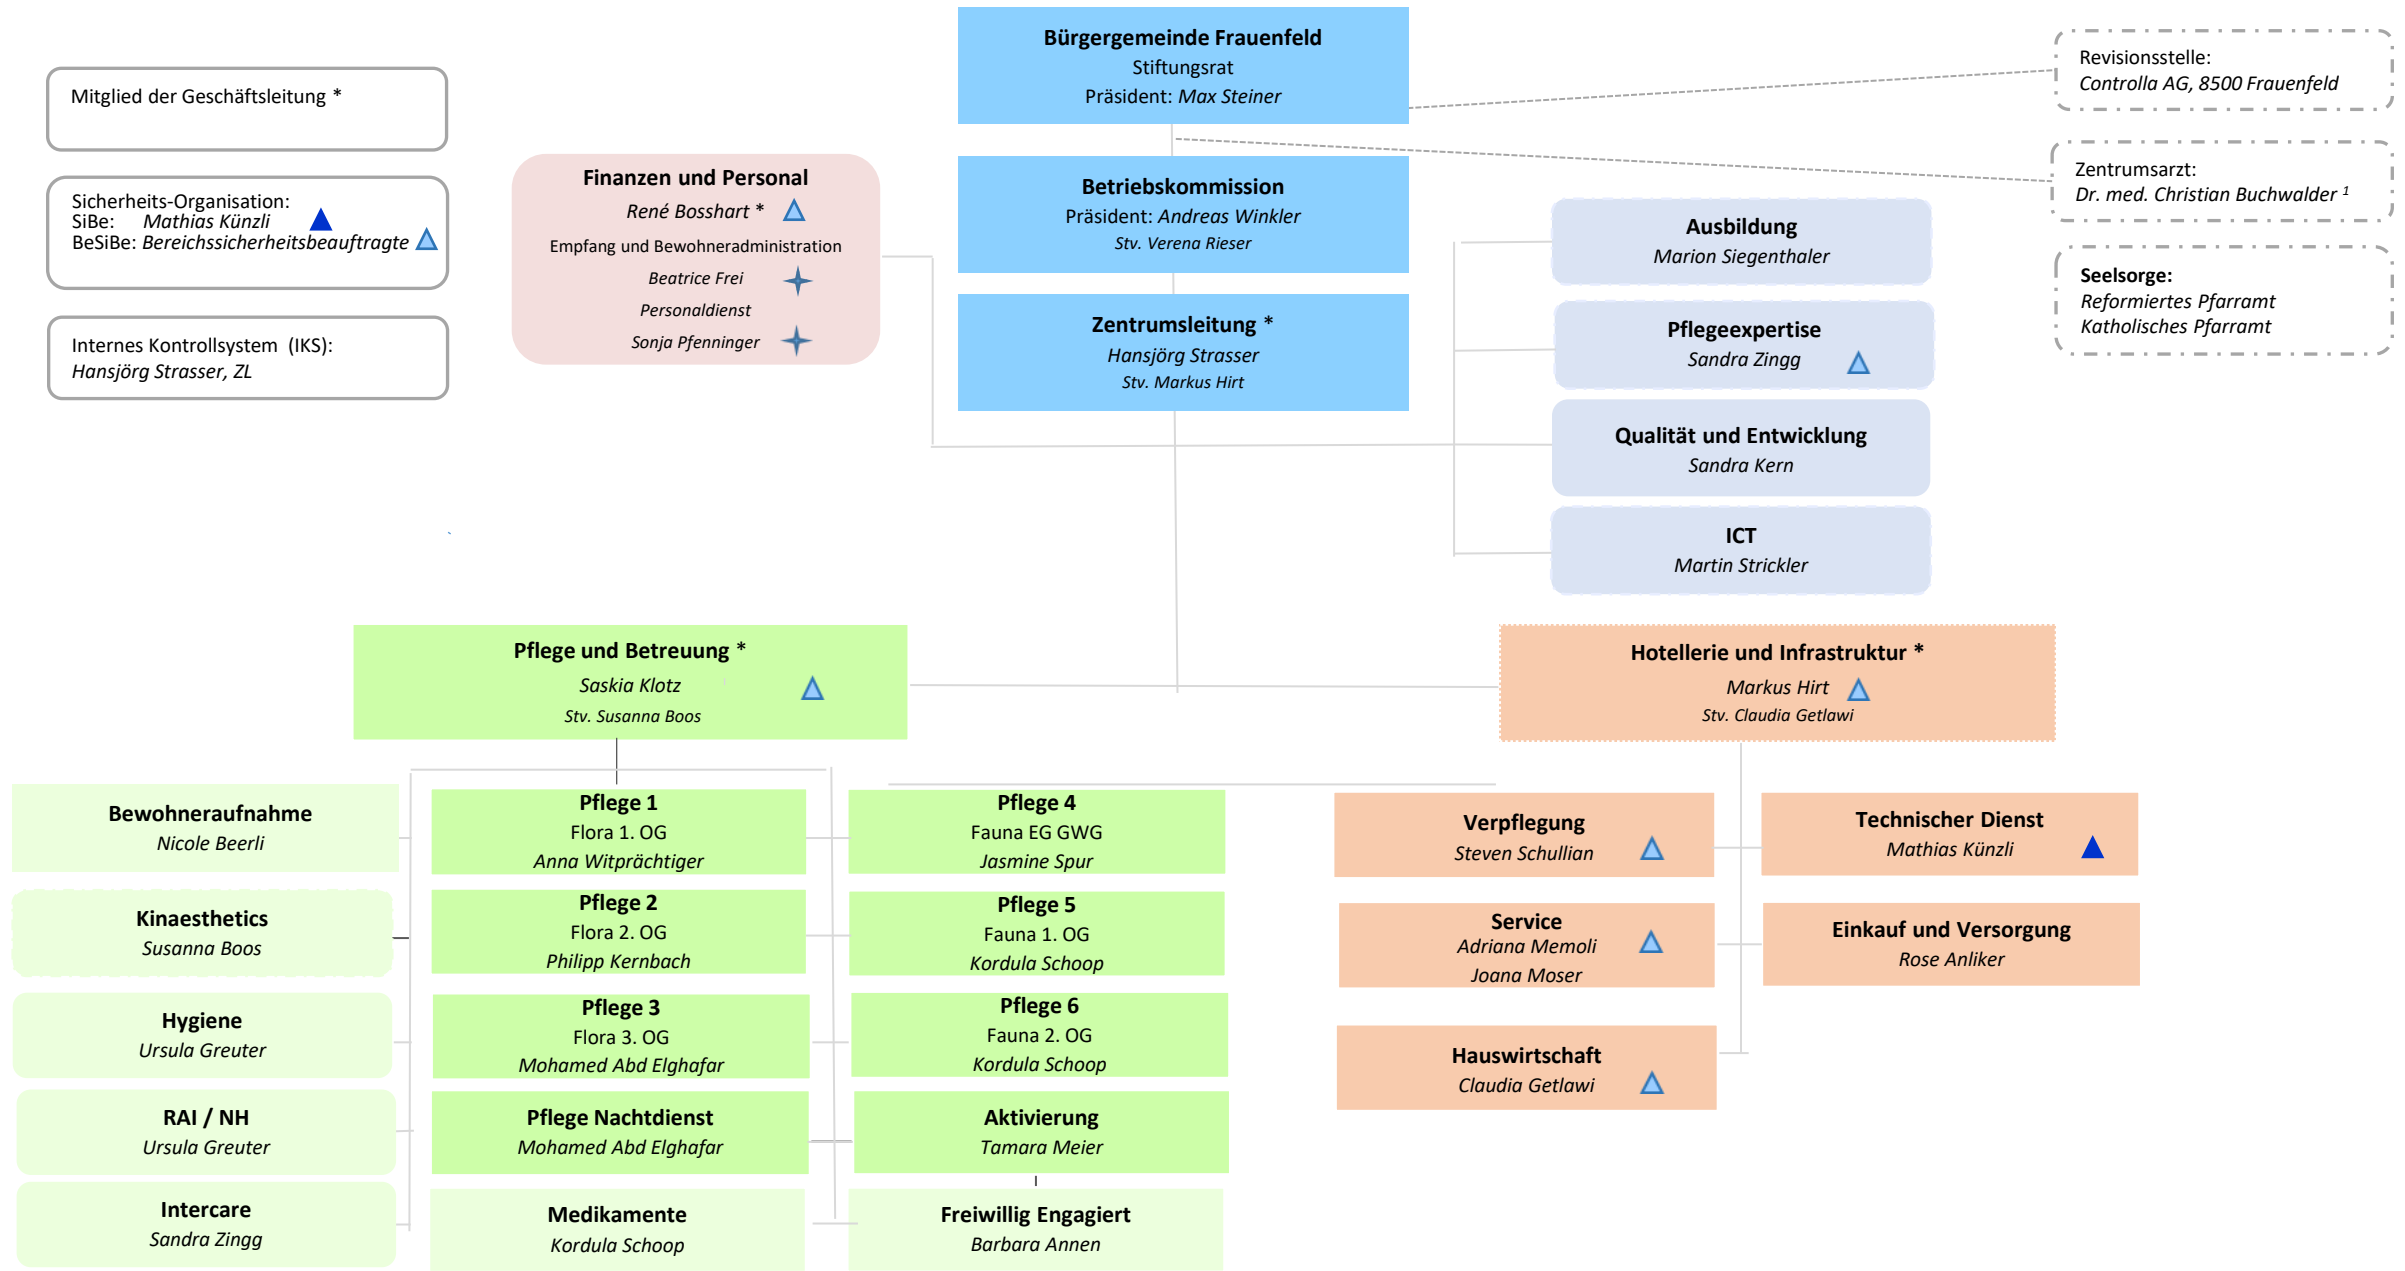 Bürgergemeinde Frauenfeld
Stiftungsrat
Präsident: Max Steiner
Revisionsstelle:
Controlla AG, 8500 Frauenfeld
Mitglied der Geschäftsleitung *
Zentrumsarzt:
Dr. med. Christian Buchwalder 1
Sicherheits-Organisation:
SiBe: Mathias Künzli
BeSiBe: Bereichssicherheitsbeauftragte
Finanzen und Personal
René Bosshart *
Empfang und Bewohneradministration
Beatrice Frei
Personaldienst
Sonja Pfenninger
Betriebskommission
Präsident: Andreas Winkler
Stv. Verena Rieser
Ausbildung
Marion Siegenthaler
Seelsorge:
Reformiertes Pfarramt
Katholisches Pfarramt
Internes Kontrollsystem (IKS):
Hansjörg Strasser, ZL
Zentrumsleitung *
Hansjörg Strasser
Stv. Markus Hirt
Pflegeexpertise
Sandra Zingg
Qualität und Entwicklung
Sandra Kern
ICT
Martin Strickler
Pflege und Betreuung *
Saskia Klotz
Stv. Susanna Boos
Hotellerie und Infrastruktur *
Markus Hirt
Stv. Claudia Getlawi
Bewohneraufnahme
Nicole Beerli
Pflege 1
Flora 1. OG
Anna Witprächtiger
Pflege 4
Fauna EG GWG
Jasmine Spur
Verpflegung
Steven Schullian
Technischer Dienst
Mathias Künzli
Kinaesthetics
Susanna Boos
Pflege 2
Flora 2. OG
Philipp Kernbach
Pflege 5
Fauna 1. OG
Kordula Schoop
Service
Adriana Memoli
Joana Moser
Einkauf und Versorgung
Rose Anliker
Hygiene
Ursula Greuter
Pflege 3
Flora 3. OG
Mohamed Abd Elghafar
Pflege 6
Fauna 2. OG
Kordula Schoop
Hauswirtschaft
Claudia Getlawi
RAI / NH
Ursula Greuter
Pflege Nachtdienst
Mohamed Abd Elghafar
Aktivierung
Tamara Meier
Intercare
Sandra Zingg
Medikamente
Kordula Schoop
Freiwillig Engagiert
Barbara Annen